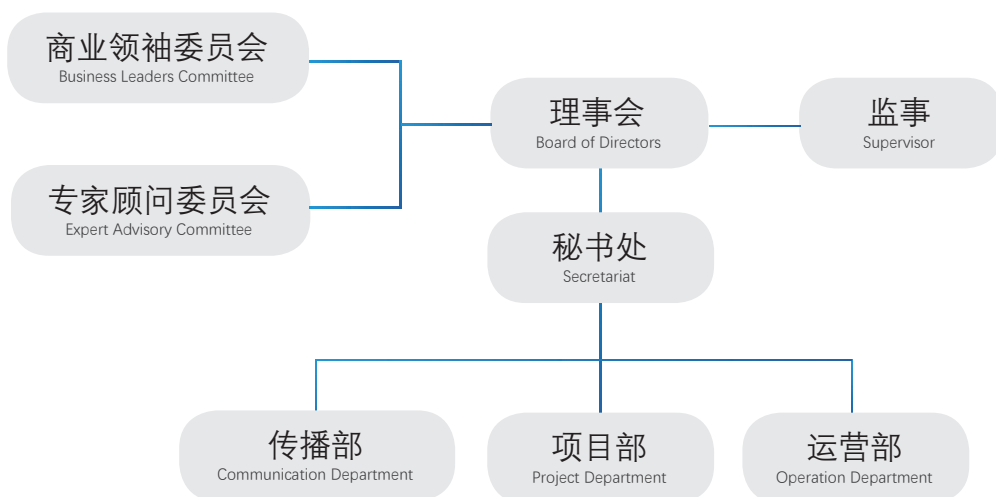 商业领袖委员会
Business Leaders Committee
理事会
Board of Directors
监事
Supervisor
专家顾问委员会
Expert Advisory Committee
秘书处
Secretariat
传播部
Communication Department
项目部
Project Department
运营部
Operation Department